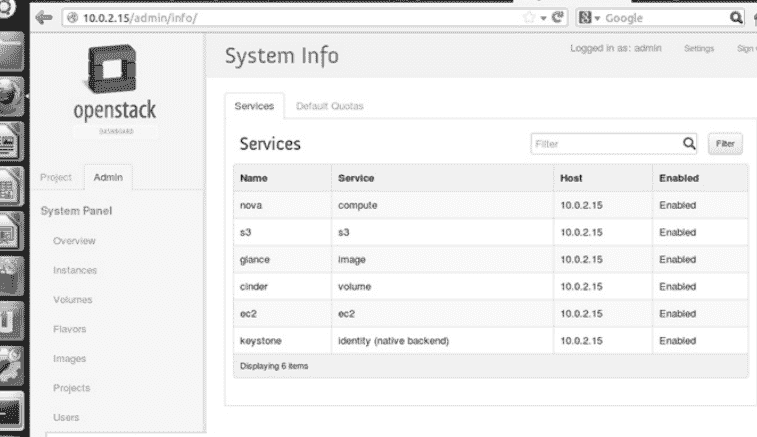 10.0.2.15/admin/info/
Google
openstack
DASHBOARD
Project
Admin
System Panel
Overview
Instances
Volumes
Flavors
Images
Projects
Users
System Info
Logged in as: admin
Settings
Sign
Services
Default Quotas
Services
Filter
Filter
Name Service Host Enabled
nova compute 10.0.2.15 Enabled
s3 s3 10.0.2.15 Enabled
glance image 10.0.2.15 Enabled
cinder volume 10.0.2.15 Enabled
ec2 ec2 10.0.2.15 Enabled
keystone identity (native backend) 10.0.2.15 Enabled
Displaying 6 items